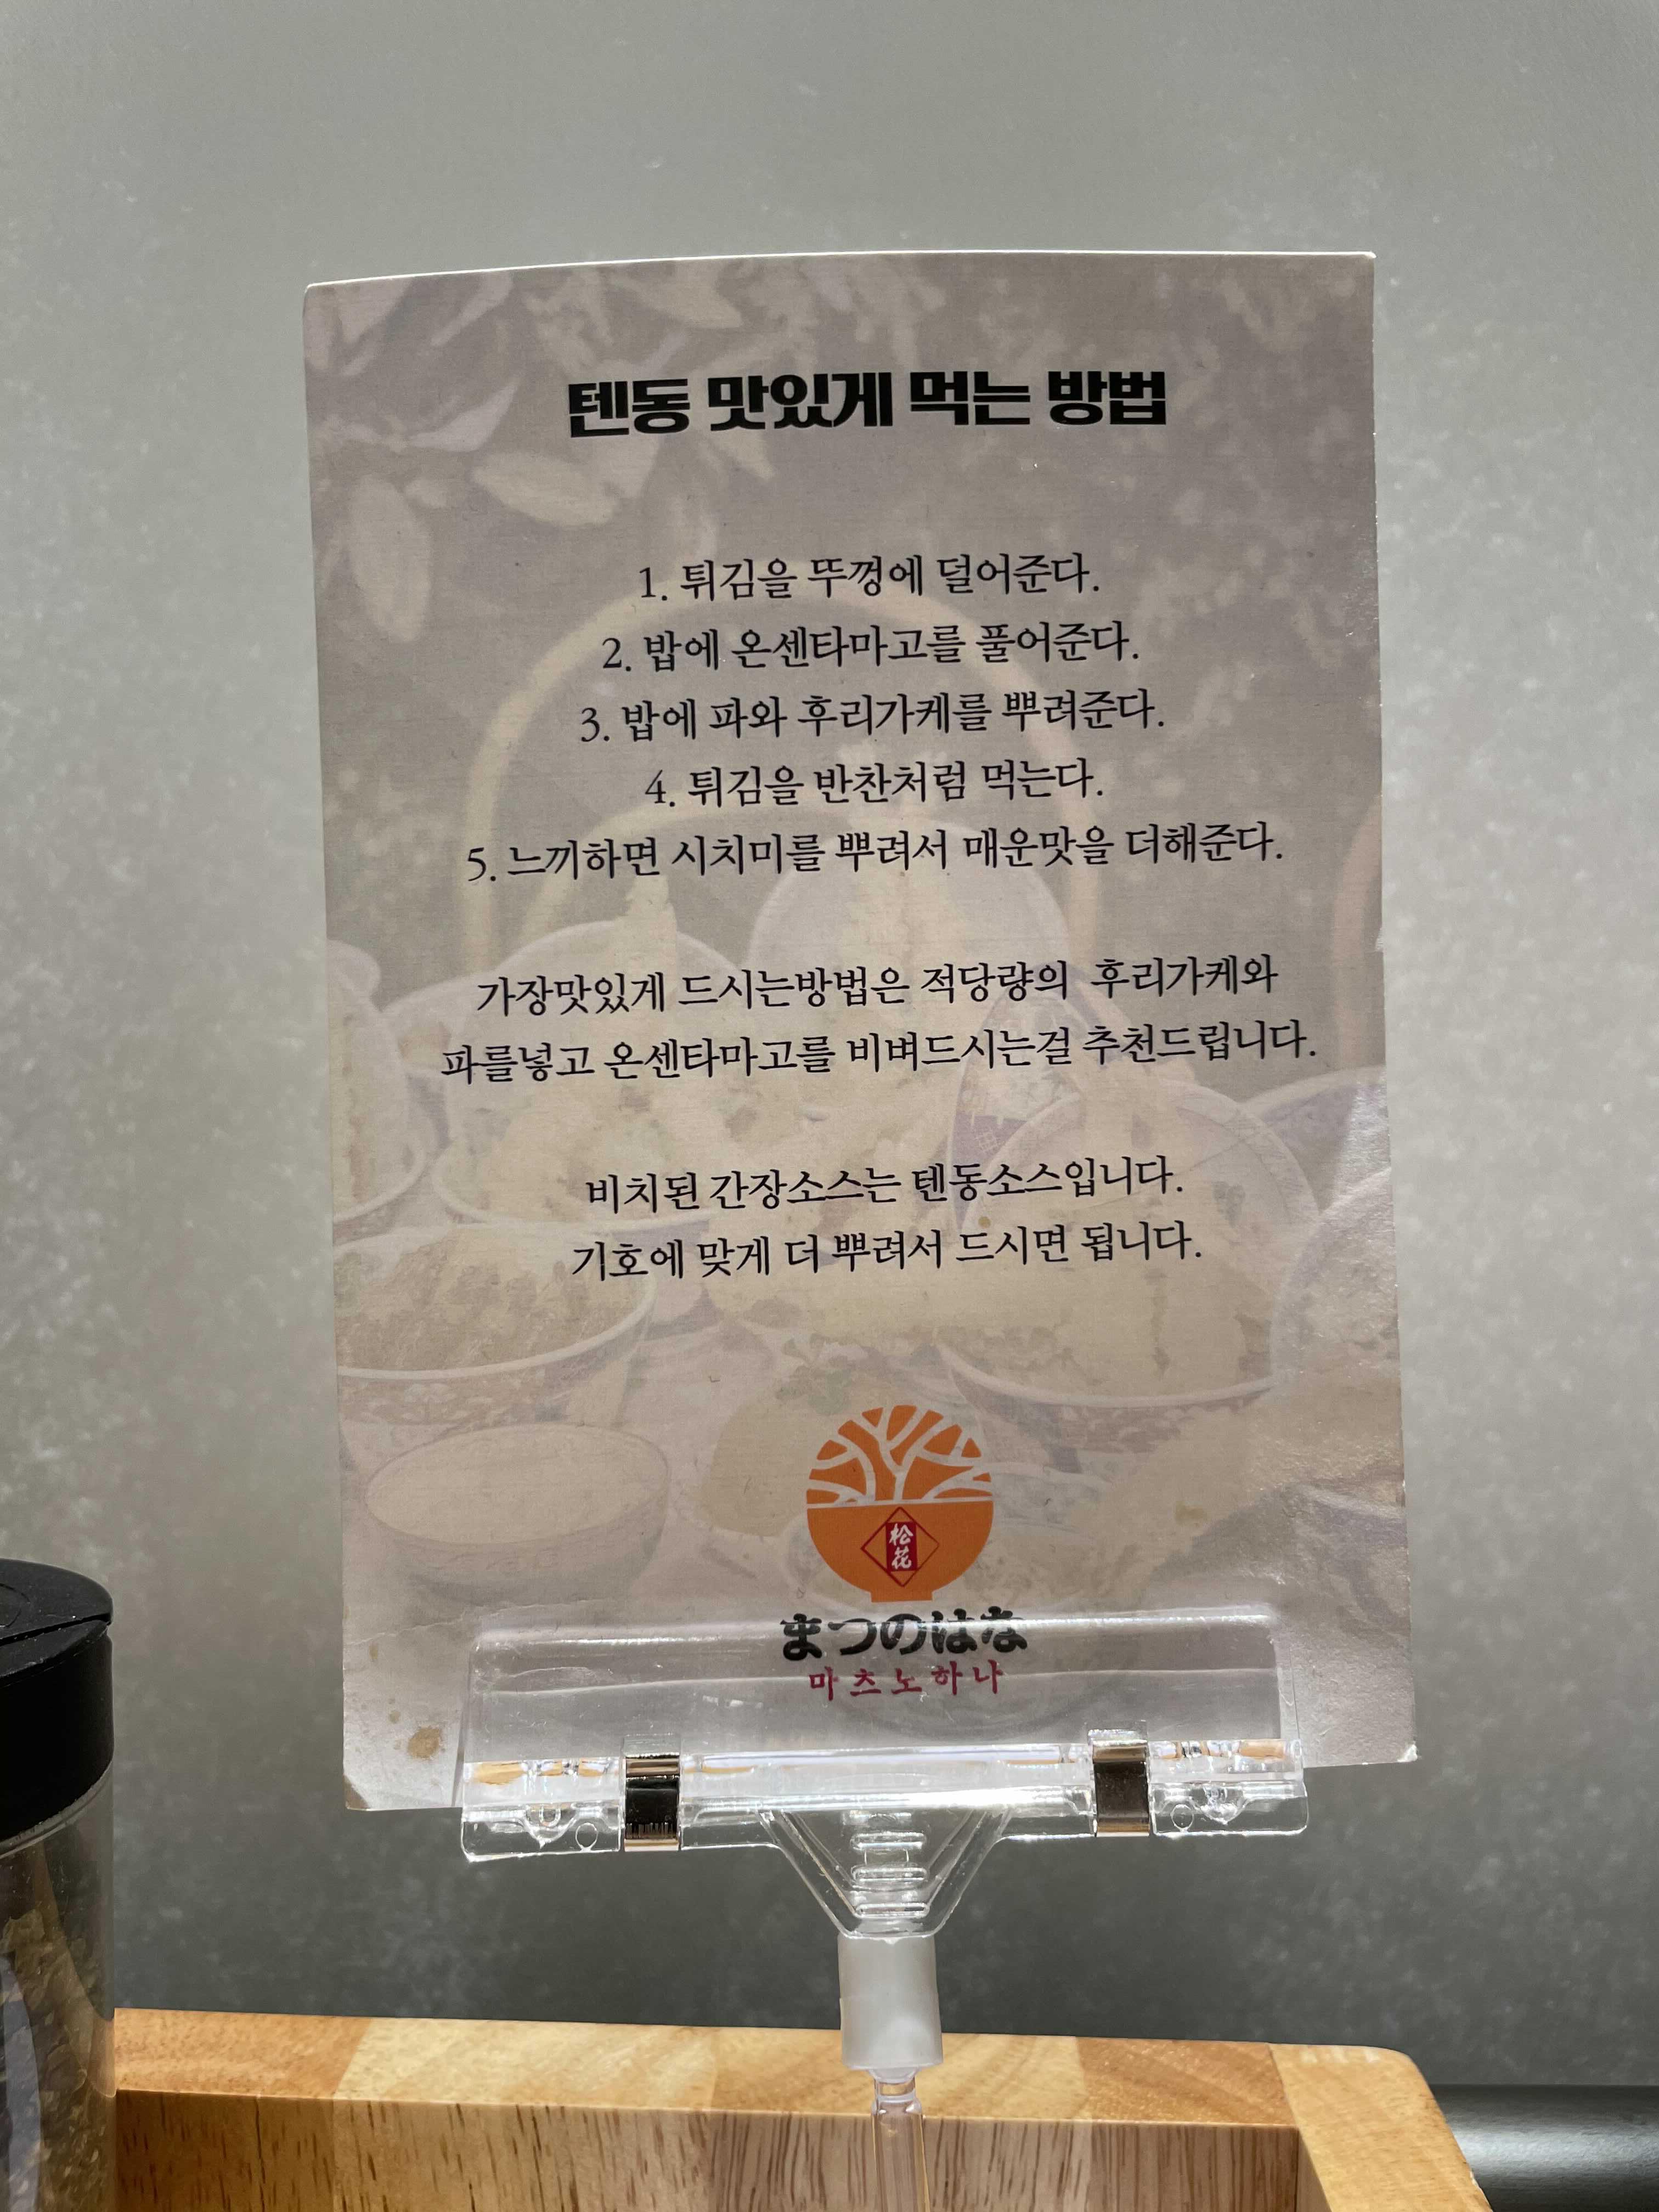 텐동 맛있게 먹는 방법
1. 튀김을 뚜껑에 덜어준다.
2. 밥에 온센타마고를 풀어준다.
3. 밥에 파와 후리가케를 뿌려준다.
4. 튀김을 반찬처럼 먹는다.
5. 느끼하면 시치미를 뿌려서 매운맛을 더해준다.
가장맛있게 드시는방법은 적당량의 후리가케와
파를넣고 온센타마고를 비벼드시는걸 추천드립니다.
비치된 간장소스는 텐동소스입니다.
기호에 맞게 더 뿌려서 드시면 됩니다.
松花
まつのはな
마츠노하나